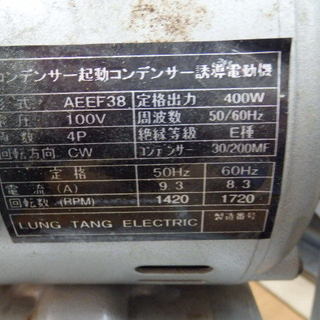 コンデンサー起動コンデンサー誘導電動機
形式 AEEF38 定格出力 400W
電圧 100V 周波数 50/60Hz
極数 4P 絶縁等級 E種
回転方向 CW コンデンサー 30/200MF
定格 50Hz 60Hz
電流(A) 9.3 8.3
回転数(RPM) 1420 1720
LUNG TANG ELECTRIC 製造番号